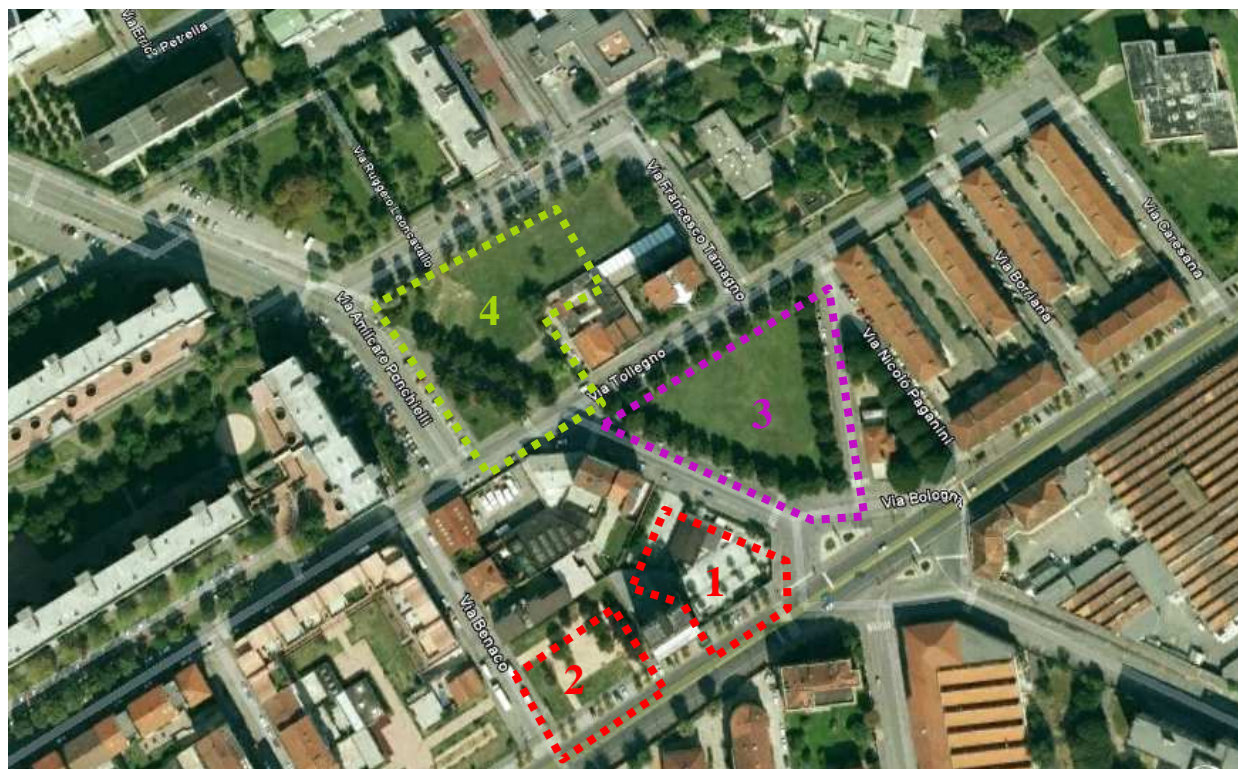 Via Errico Petrella
Via Ruggero Leoncavallo
Via Francesco Tamagno
Via Caresana
Via Borriana
4
Via Amilcare Ponchielli
Via Tollegno
Via Nicolo Paganini
3
Via Bologna
1
Via Benaco
2